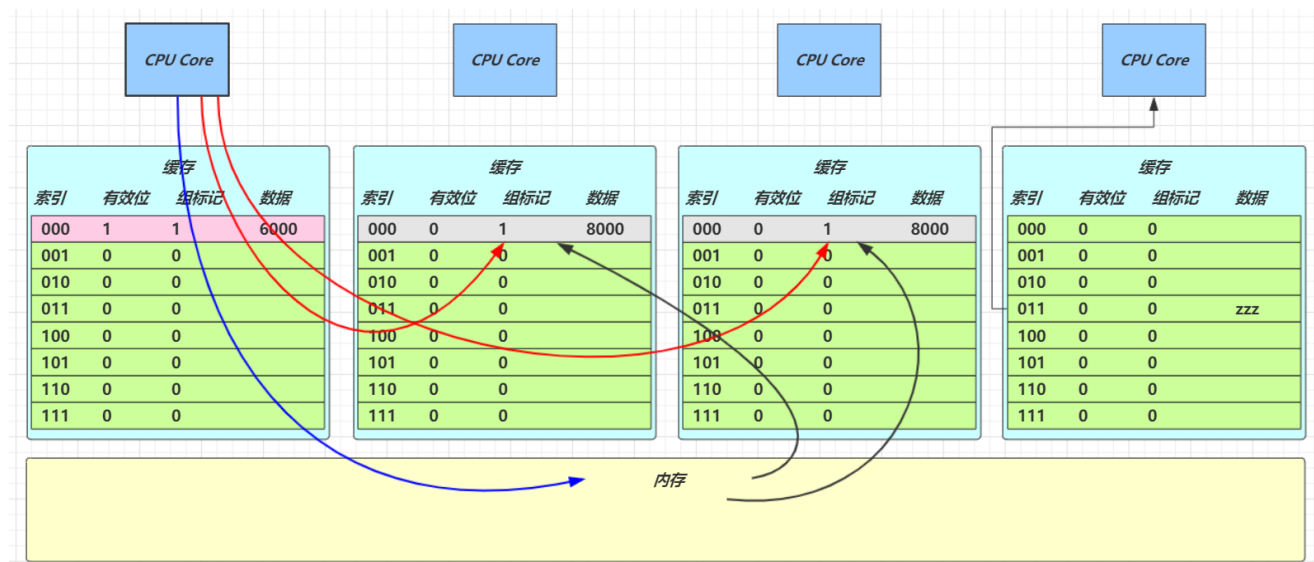 CPU Core CPU Core CPU Core CPU Core
缓存 缓存 缓存 缓存
索引 有效位 组标记 数据 索引 有效位 组标记 数据 索引 有效位 组标记 数据 索引 有效位 组标记 数据
000 1 1 6000 000 0 1 8000 000 0 1 8000 000 0 0
001 0 0 001 0 0 001 0 0 001 0 0
010 0 0 010 0 0 010 0 0 010 0 0
011 0 0 011 0 0 011 0 0 011 0 0 zzz
100 0 0 100 0 0 100 0 0 100 0 0
101 0 0 101 0 0 101 0 0 101 0 0
110 0 0 110 0 0 110 0 0 110 0 0
111 0 0 111 0 0 111 0 0 111 0 0
内存